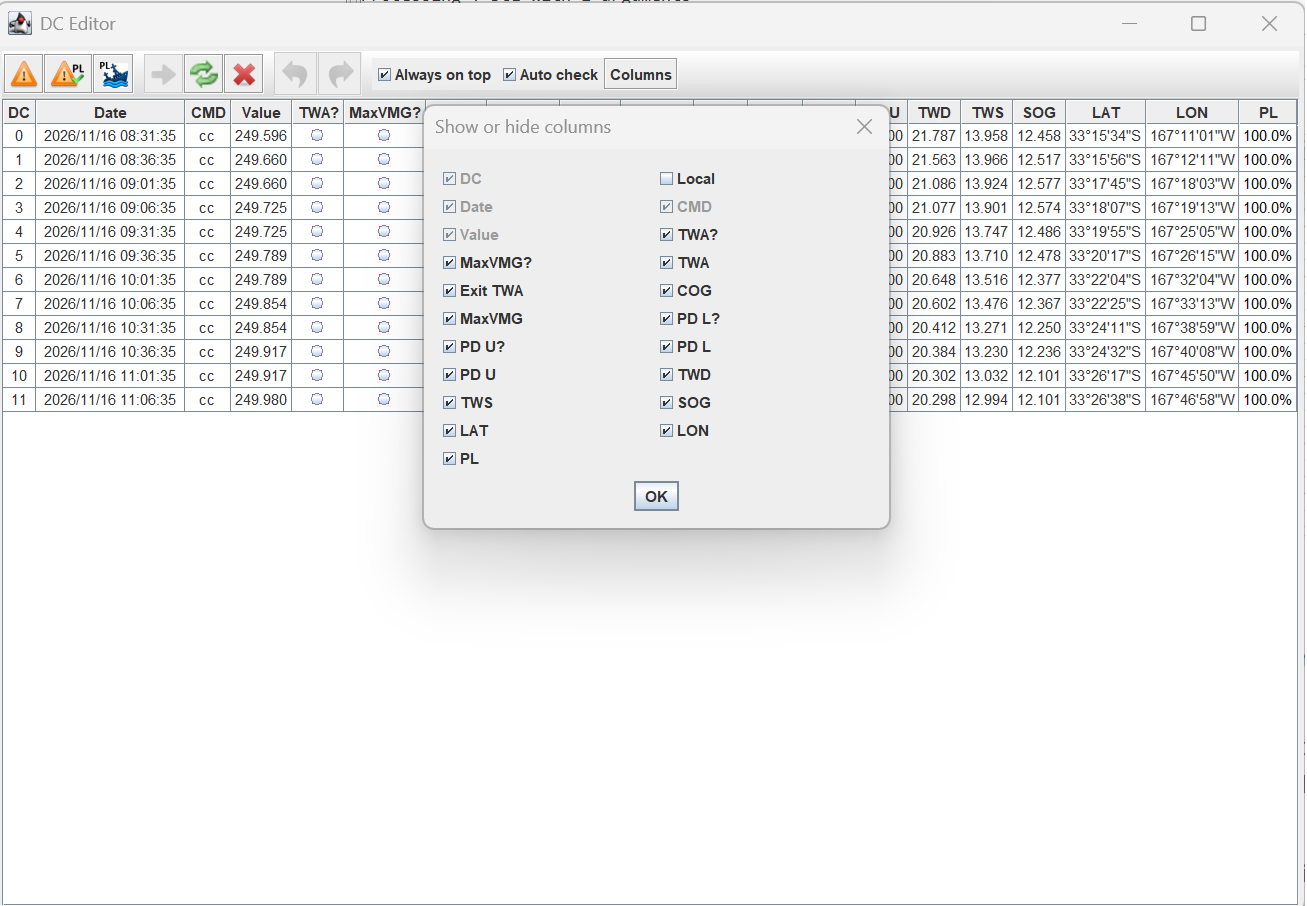 DC Editor
PL PL
Always on top Auto check Columns
DC Date CMD Value TWA? MaxVMG? U TWD TWS SOG LAT LON PL
0 2026/11/16 08:31:35 cc 249.596 00 21.787 13.958 12.458 33°15'34"S 167°11'01"W 100.0%
1 2026/11/16 08:36:35 cc 249.660 00 21.563 13.966 12.517 33°15'56"S 167°12'11"W 100.0%
2 2026/11/16 09:01:35 cc 249.660 00 21.086 13.924 12.577 33°17'45"S 167°18'03"W 100.0%
3 2026/11/16 09:06:35 cc 249.725 00 21.077 13.901 12.574 33°18'07"S 167°19'13"W 100.0%
4 2026/11/16 09:31:35 cc 249.725 00 20.926 13.747 12.486 33°19'55"S 167°25'05"W 100.0%
5 2026/11/16 09:36:35 cc 249.789 00 20.883 13.710 12.478 33°20'17"S 167°26'15"W 100.0%
6 2026/11/16 10:01:35 cc 249.789 00 20.648 13.516 12.377 33°22'04"S 167°32'04"W 100.0%
7 2026/11/16 10:06:35 cc 249.854 00 20.602 13.476 12.367 33°22'25"S 167°33'13"W 100.0%
8 2026/11/16 10:31:35 cc 249.854 00 20.412 13.271 12.250 33°24'11"S 167°38'59"W 100.0%
9 2026/11/16 10:36:35 cc 249.917 00 20.384 13.230 12.236 33°24'32"S 167°40'08"W 100.0%
10 2026/11/16 11:01:35 cc 249.917 00 20.302 13.032 12.101 33°26'17"S 167°45'50"W 100.0%
11 2026/11/16 11:06:35 cc 249.980 00 20.298 12.994 12.101 33°26'38"S 167°46'58"W 100.0%
Show or hide columns
DC Local
Date CMD
Value TWA?
MaxVMG? TWA
Exit TWA COG
MaxVMG PD L?
PD U? PD L
PD U TWD
TWS SOG
LAT LON
PL
OK